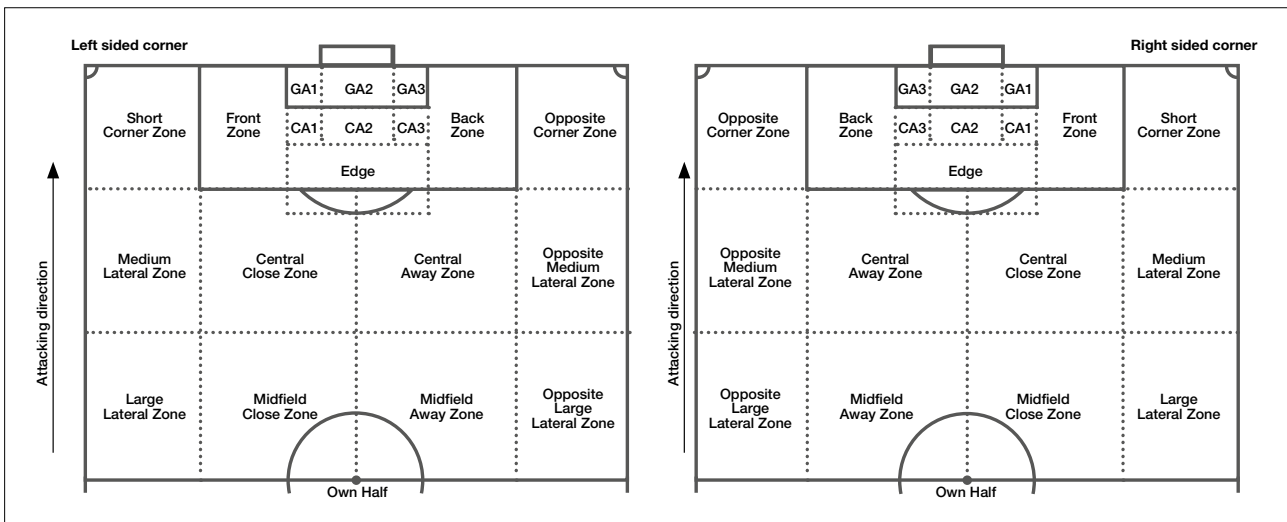 Left sided corner
GA1 GA2 GA3
Short
Corner Zone
Front
Zone
Back
Zone
Opposite
Corner Zone
CA1 CA2 CA3
Edge
Attacking direction
Medium
Lateral Zone
Central
Close Zone
Central
Away Zone
Opposite
Medium
Lateral Zone
Large
Lateral Zone
Midfield
Close Zone
Midfield
Away Zone
Opposite
Large
Lateral Zone
Own Half
Right sided corner
GA3 GA2 GA1
Opposite
Corner Zone
Back
Zone
Front
Zone
Short
Corner Zone
CA3 CA2 CA1
Edge
Attacking direction
Opposite
Medium
Lateral Zone
Central
Away Zone
Central
Close Zone
Medium
Lateral Zone
Opposite
Large
Lateral Zone
Midfield
Away Zone
Midfield
Close Zone
Large
Lateral Zone
Own Half